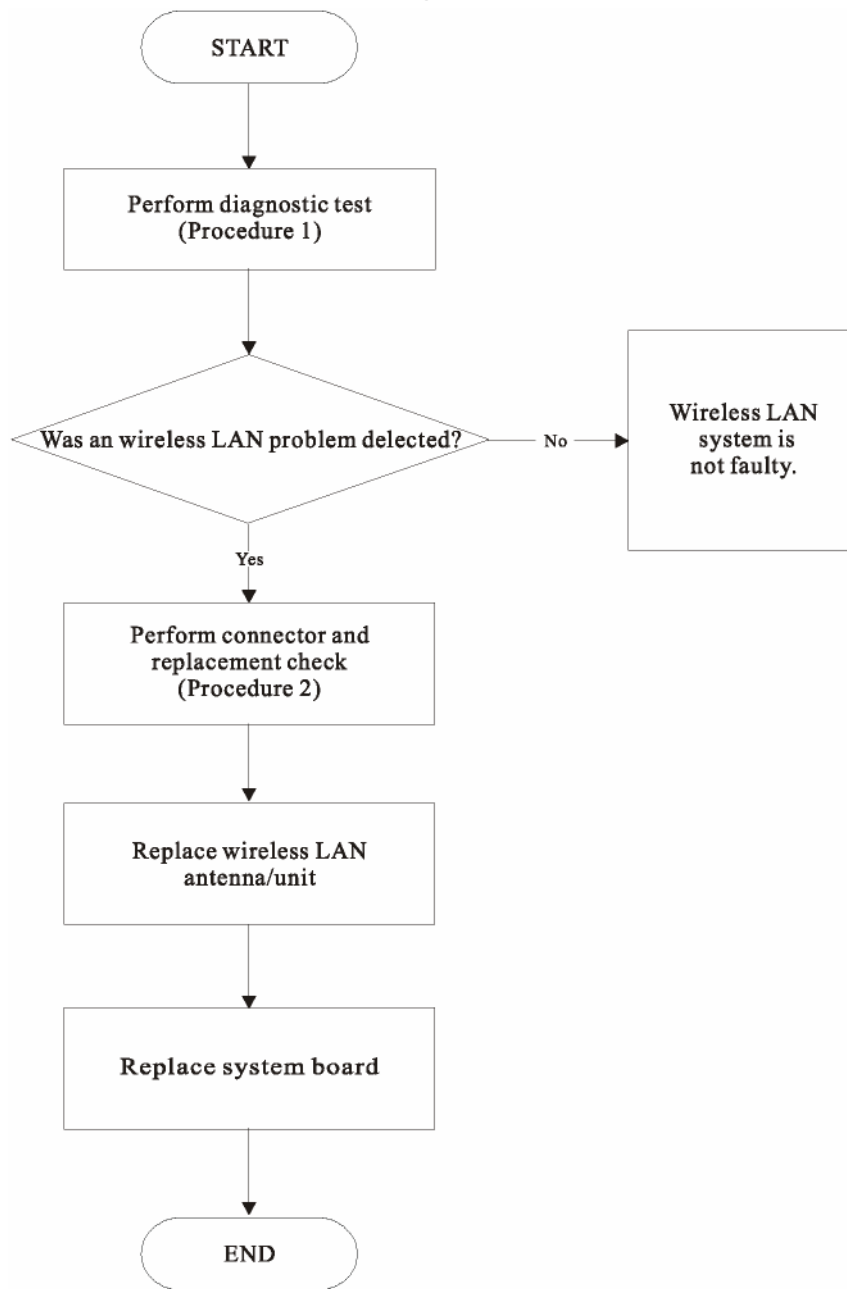 START
Perform diagnostic test
(Procedure 1)
Was an wireless LAN problem delected?
No
Wireless LAN
system is
not faulty.
Yes
Perform connector and
replacement check
(Procedure 2)
Replace wireless LAN
antenna/unit
Replace system board
END